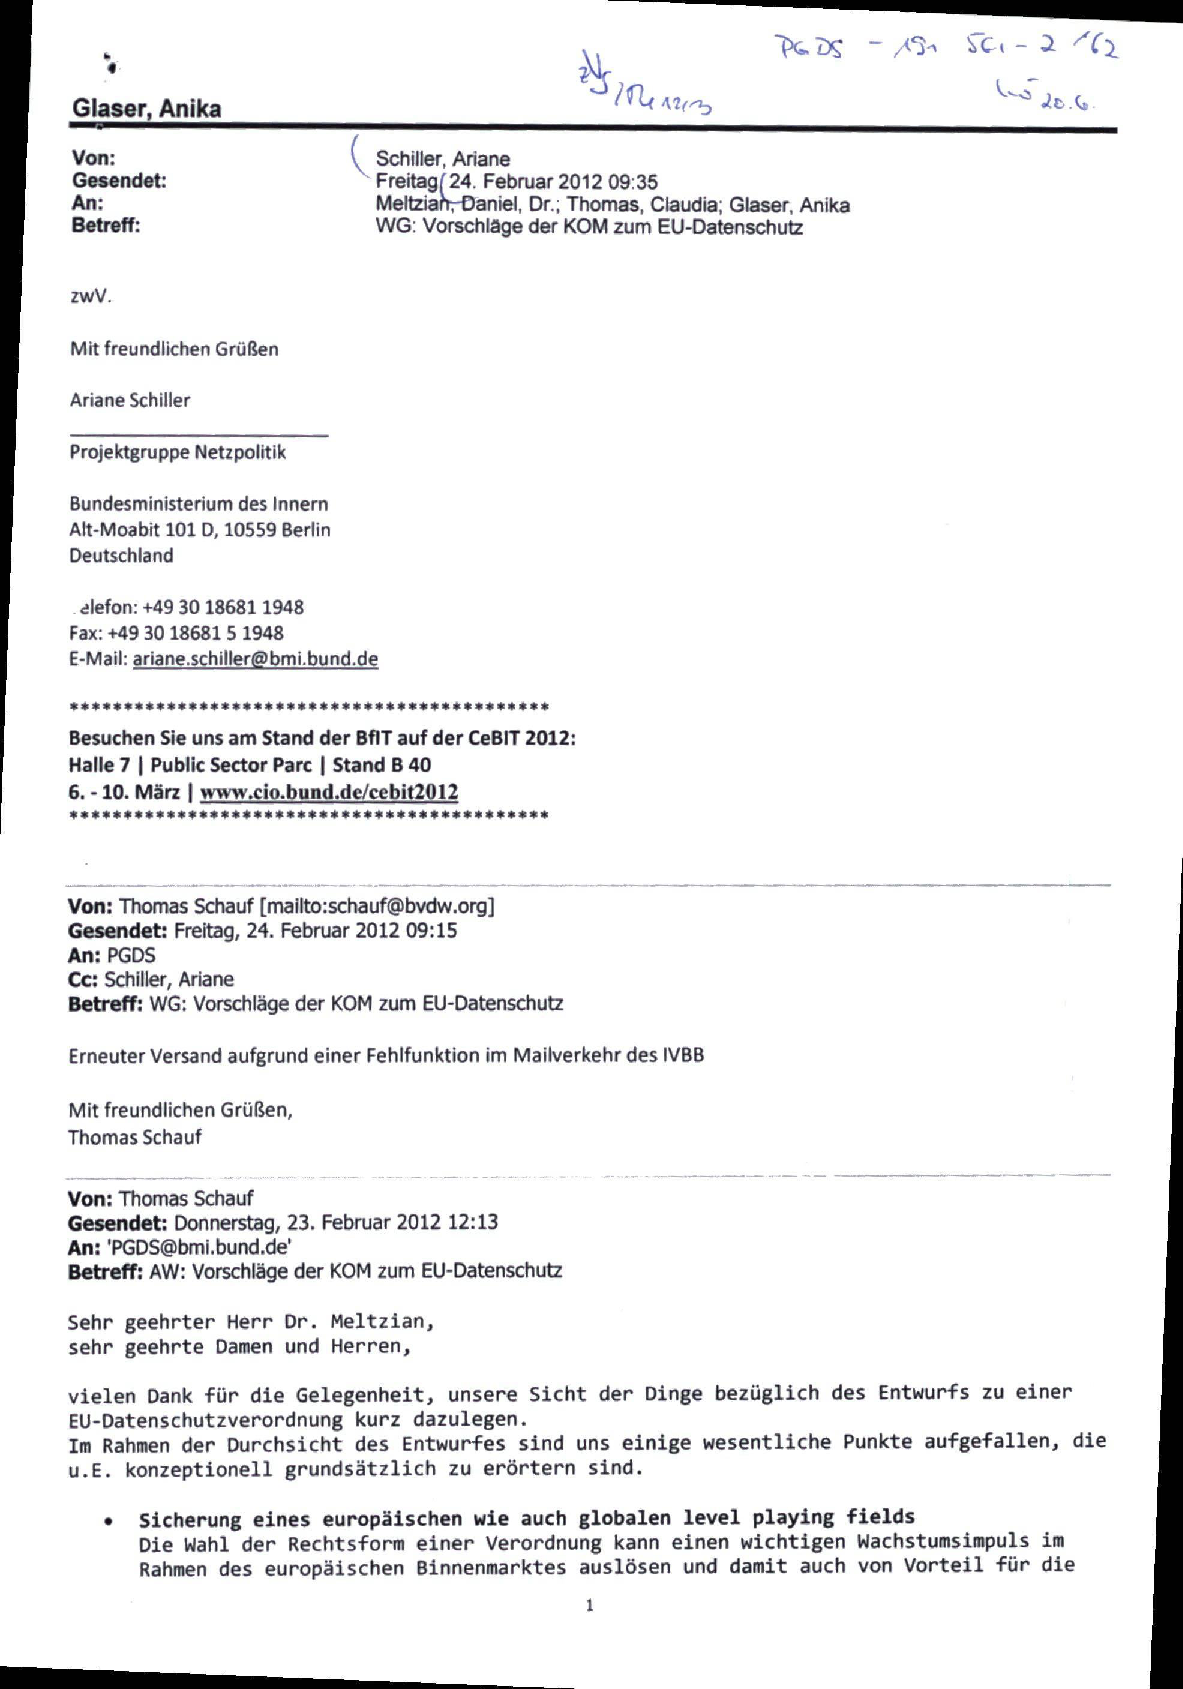 PGDS - 191 561 - 2 /62
20.6.
Glaser, Anika
Von: Schiller, Ariane
Gesendet: Freitag, 24. Februar 2012 09:35
An: Meltzian, Daniel, Dr.; Thomas, Claudia; Glaser, Anika
Betreff: WG: Vorschläge der KOM zum EU-Datenschutz
zwV.
Mit freundlichen Grüßen
Ariane Schiller
Projektgruppe Netzpolitik
Bundesministerium des Innern
Alt-Moabit 101 D, 10559 Berlin
Deutschland
elefon: +49 30 18681 1948
Fax: +49 30 18681 5 1948
E-Mail: ariane.schiller@bmi.bund.de
********************************************
Besuchen Sie uns am Stand der BfIT auf der CeBIT 2012:
Halle 7 | Public Sector Parc | Stand B 40
6. - 10. März | www.cio.bund.de/cebit2012
********************************************
Von: Thomas Schauf [mailto:schauf@bvdw.org]
Gesendet: Freitag, 24. Februar 2012 09:15
An: PGDS
Cc: Schiller, Ariane
Betreff: WG: Vorschläge der KOM zum EU-Datenschutz
Erneuter Versand aufgrund einer Fehlfunktion im Mailverkehr des IVBB
Mit freundlichen Grüßen,
Thomas Schauf
Von: Thomas Schauf
Gesendet: Donnerstag, 23. Februar 2012 12:13
An: 'PGDS@bmi.bund.de'
Betreff: AW: Vorschläge der KOM zum EU-Datenschutz
Sehr geehrter Herr Dr. Meltzian,
sehr geehrte Damen und Herren,
vielen Dank für die Gelegenheit, unsere Sicht der Dinge bezüglich des Entwurfs zu einer
EU-Datenschutzverordnung kurz dazulegen.
Im Rahmen der Durchsicht des Entwurfes sind uns einige wesentliche Punkte aufgefallen, die
u.E. konzeptionell grundsätzlich zu erörtern sind.
• Sicherung eines europäischen wie auch globalen level playing fields
Die Wahl der Rechtsform einer Verordnung kann einen wichtigen Wachstumsimpuls im
Rahmen des europäischen Binnenmarktes auslösen und damit auch von Vorteil für die
1